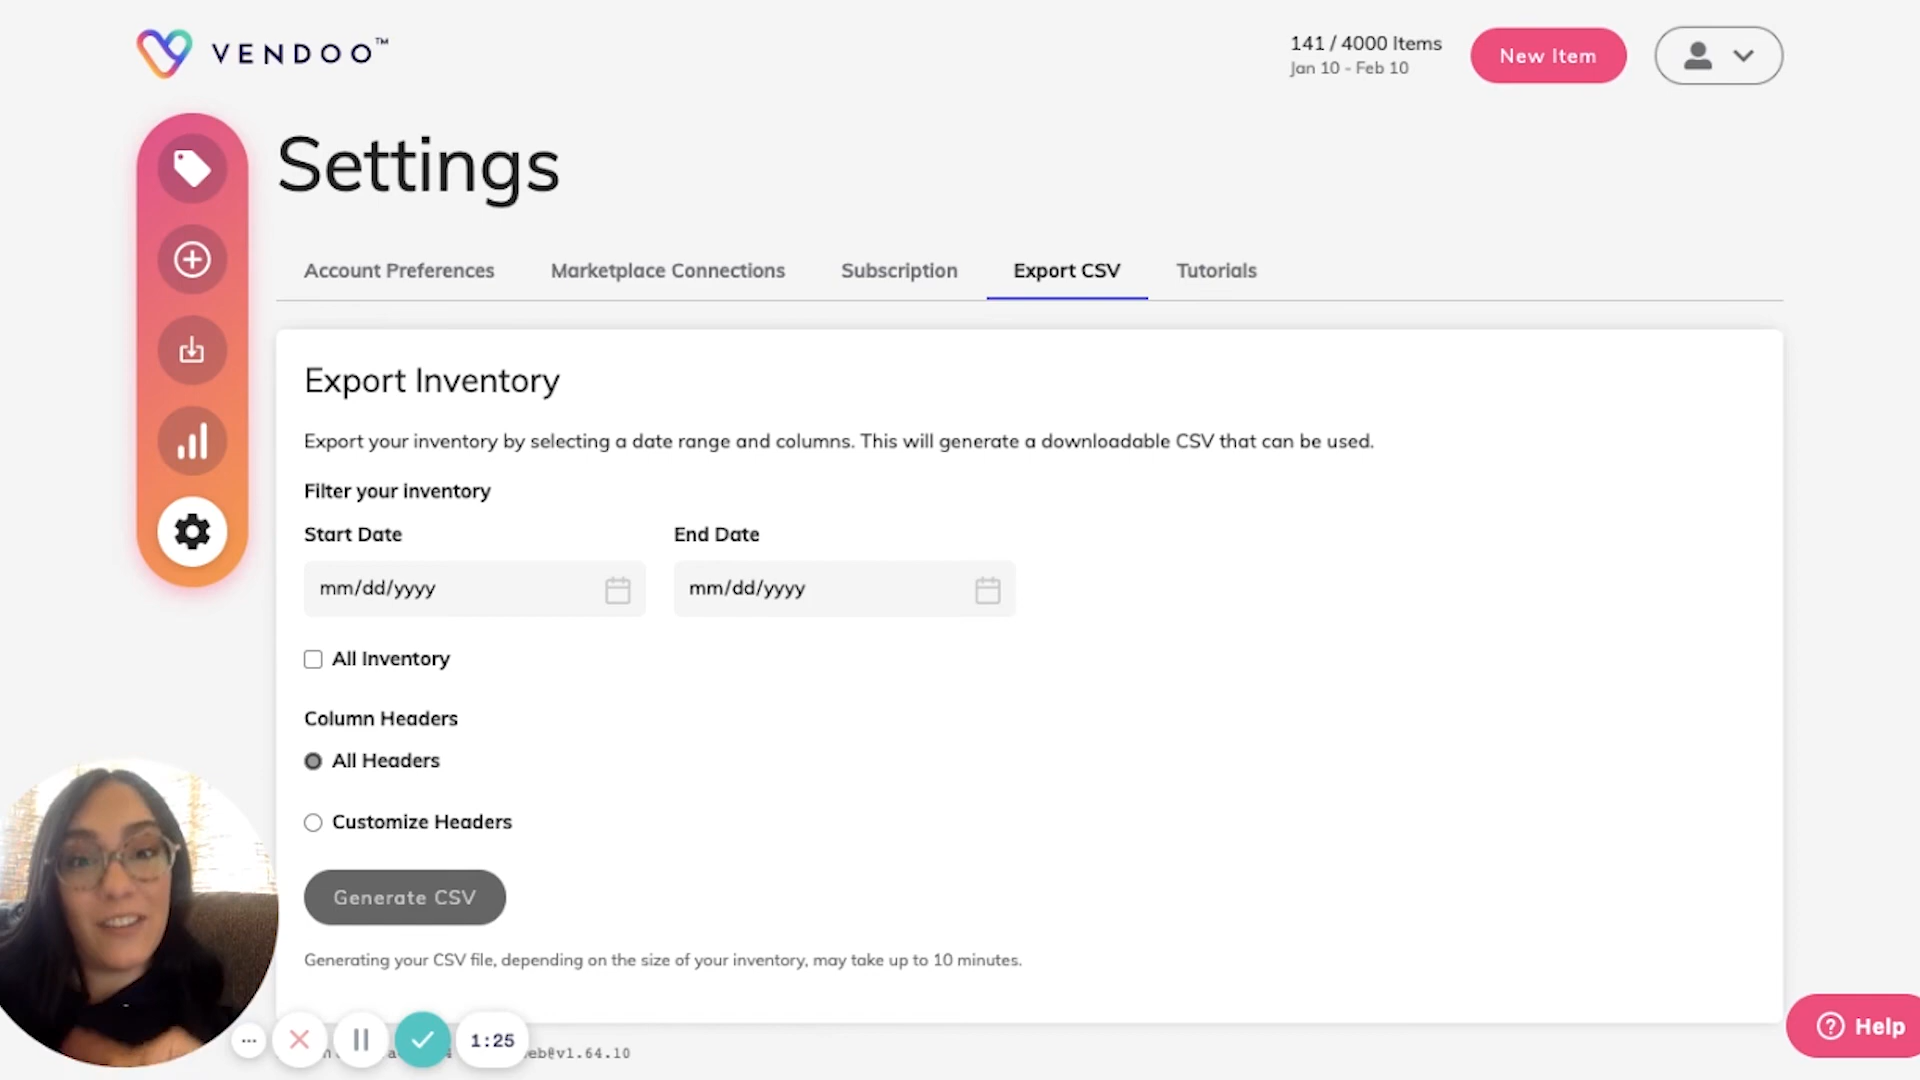 VENDOO™
141 / 4000 Items
Jan 10 - Feb 10
New Item
Settings
Account Preferences
Marketplace Connections
Subscription
Export CSV
Tutorials
Export Inventory
Export your inventory by selecting a date range and columns. This will generate a downloadable CSV that can be used.
Filter your inventory
Start Date
End Date
mm/dd/yyyy
mm/dd/yyyy
All Inventory
Column Headers
All Headers
Customize Headers
Generate CSV
Generating your CSV file, depending on the size of your inventory, may take up to 10 minutes.
1:25
eb@v1.64.10
Help